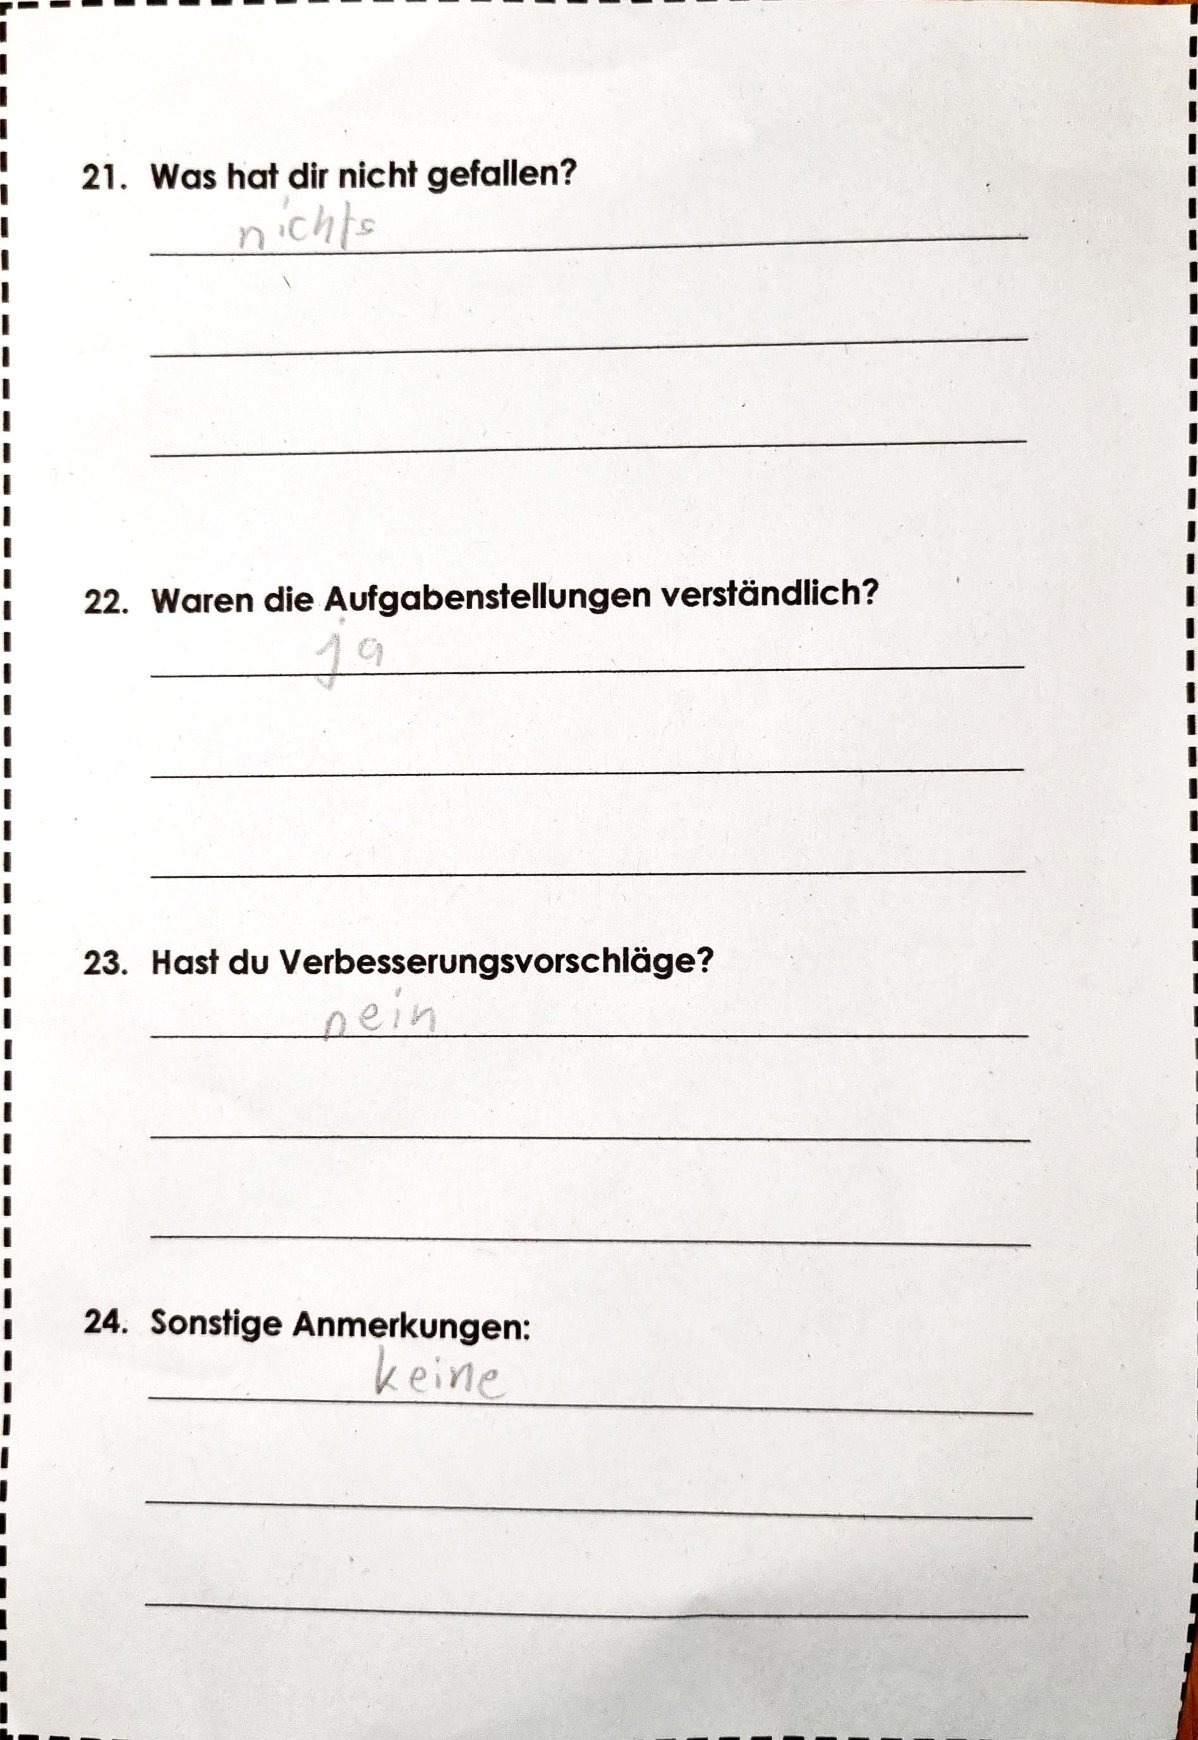 21. Was hat dir nicht gefallen?
nichts
22. Waren die Aufgabenstellungen verständlich?
ja
23. Hast du Verbesserungsvorschläge?
nein
24. Sonstige Anmerkungen:
keine